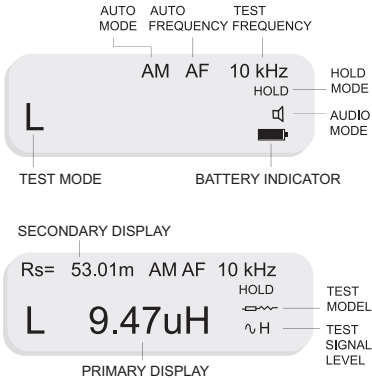 AUTO MODE
AUTO FREQUENCY
TEST FREQUENCY
AM AF 10 kHz
HOLD
HOLD MODE
L
AUDIO MODE
TEST MODE
BATTERY INDICATOR
SECONDARY DISPLAY
Rs= 53.01m AM AF 10 kHz
HOLD
TEST MODEL
L 9.47uH
∿ H
TEST SIGNAL LEVEL
PRIMARY DISPLAY